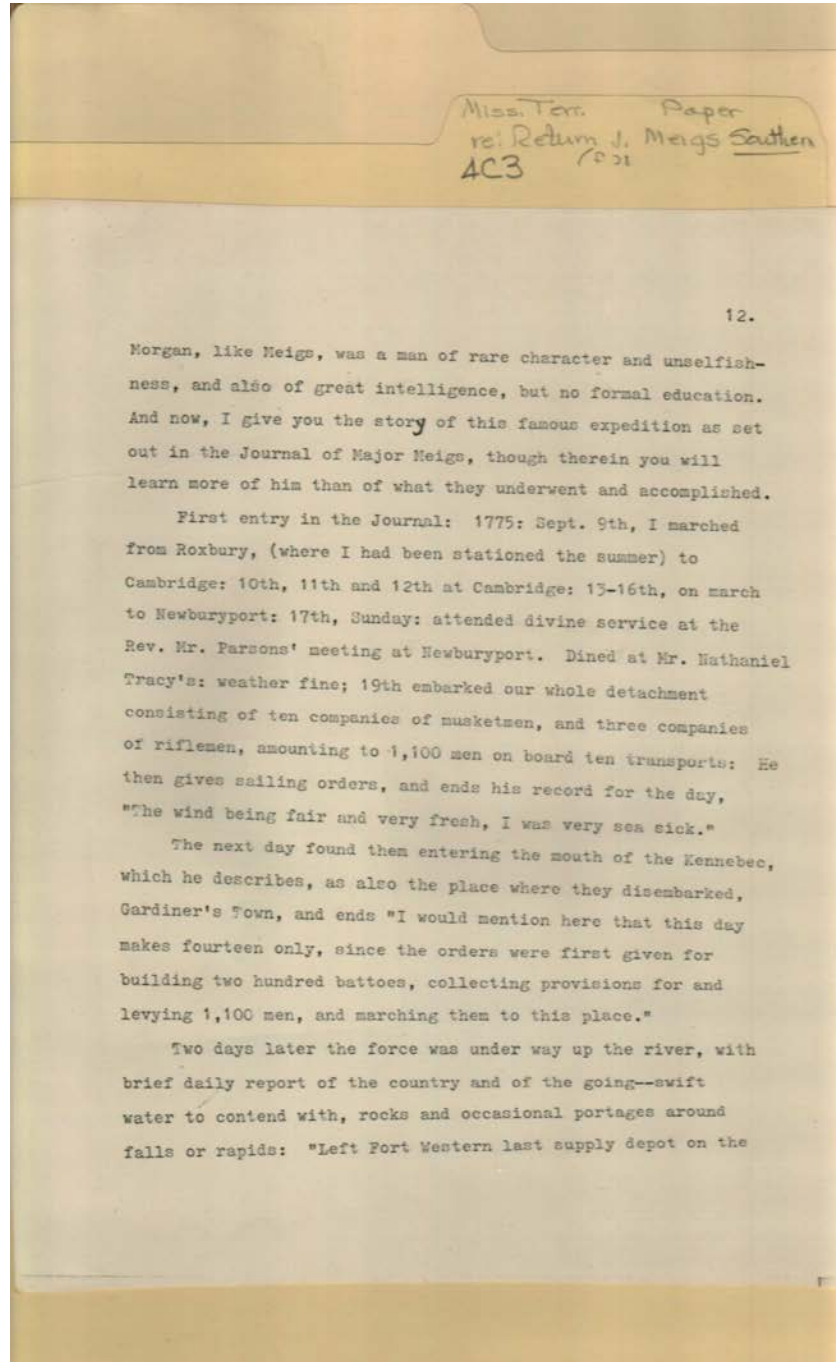 Miss. Terr. Paper
re: Return J. Meigs Southern
4C3
12.
Morgan, like Meigs, was a man of rare character and unselfish-
ness, and also of great intelligence, but no formal education.
And now, I give you the story of this famous expedition as set
out in the Journal of Major Meigs, though therein you will
learn more of him than of what they underwent and accomplished.
First entry in the Journal: 1775: Sept. 9th, I marched
from Roxbury, (where I had been stationed the summer) to
Cambridge: 10th, 11th and 12th at Cambridge: 13-16th, on march
to Newburyport: 17th, Sunday: attended divine service at the
Rev. Mr. Parsons' meeting at Newburyport. Dined at Mr. Nathaniel
Tracy's: weather fine; 19th embarked our whole detachment
consisting of ten companies of musketmen, and three companies
of riflemen, amounting to 1,100 men on board ten transports: He
then gives sailing orders, and ends his record for the day,
"The wind being fair and very fresh, I was very sea sick."
The next day found them entering the mouth of the Kennebec,
which he describes, as also the place where they disembarked,
Gardiner's Town, and ends "I would mention here that this day
makes fourteen only, since the orders were first given for
building two hundred battoes, collecting provisions for and
levying 1,100 men, and marching them to this place."
Two days later the force was under way up the river, with
brief daily report of the country and of the going--swift
water to contend with, rocks and occasional portages around
falls or rapids: "Left Fort Western last supply depot on the